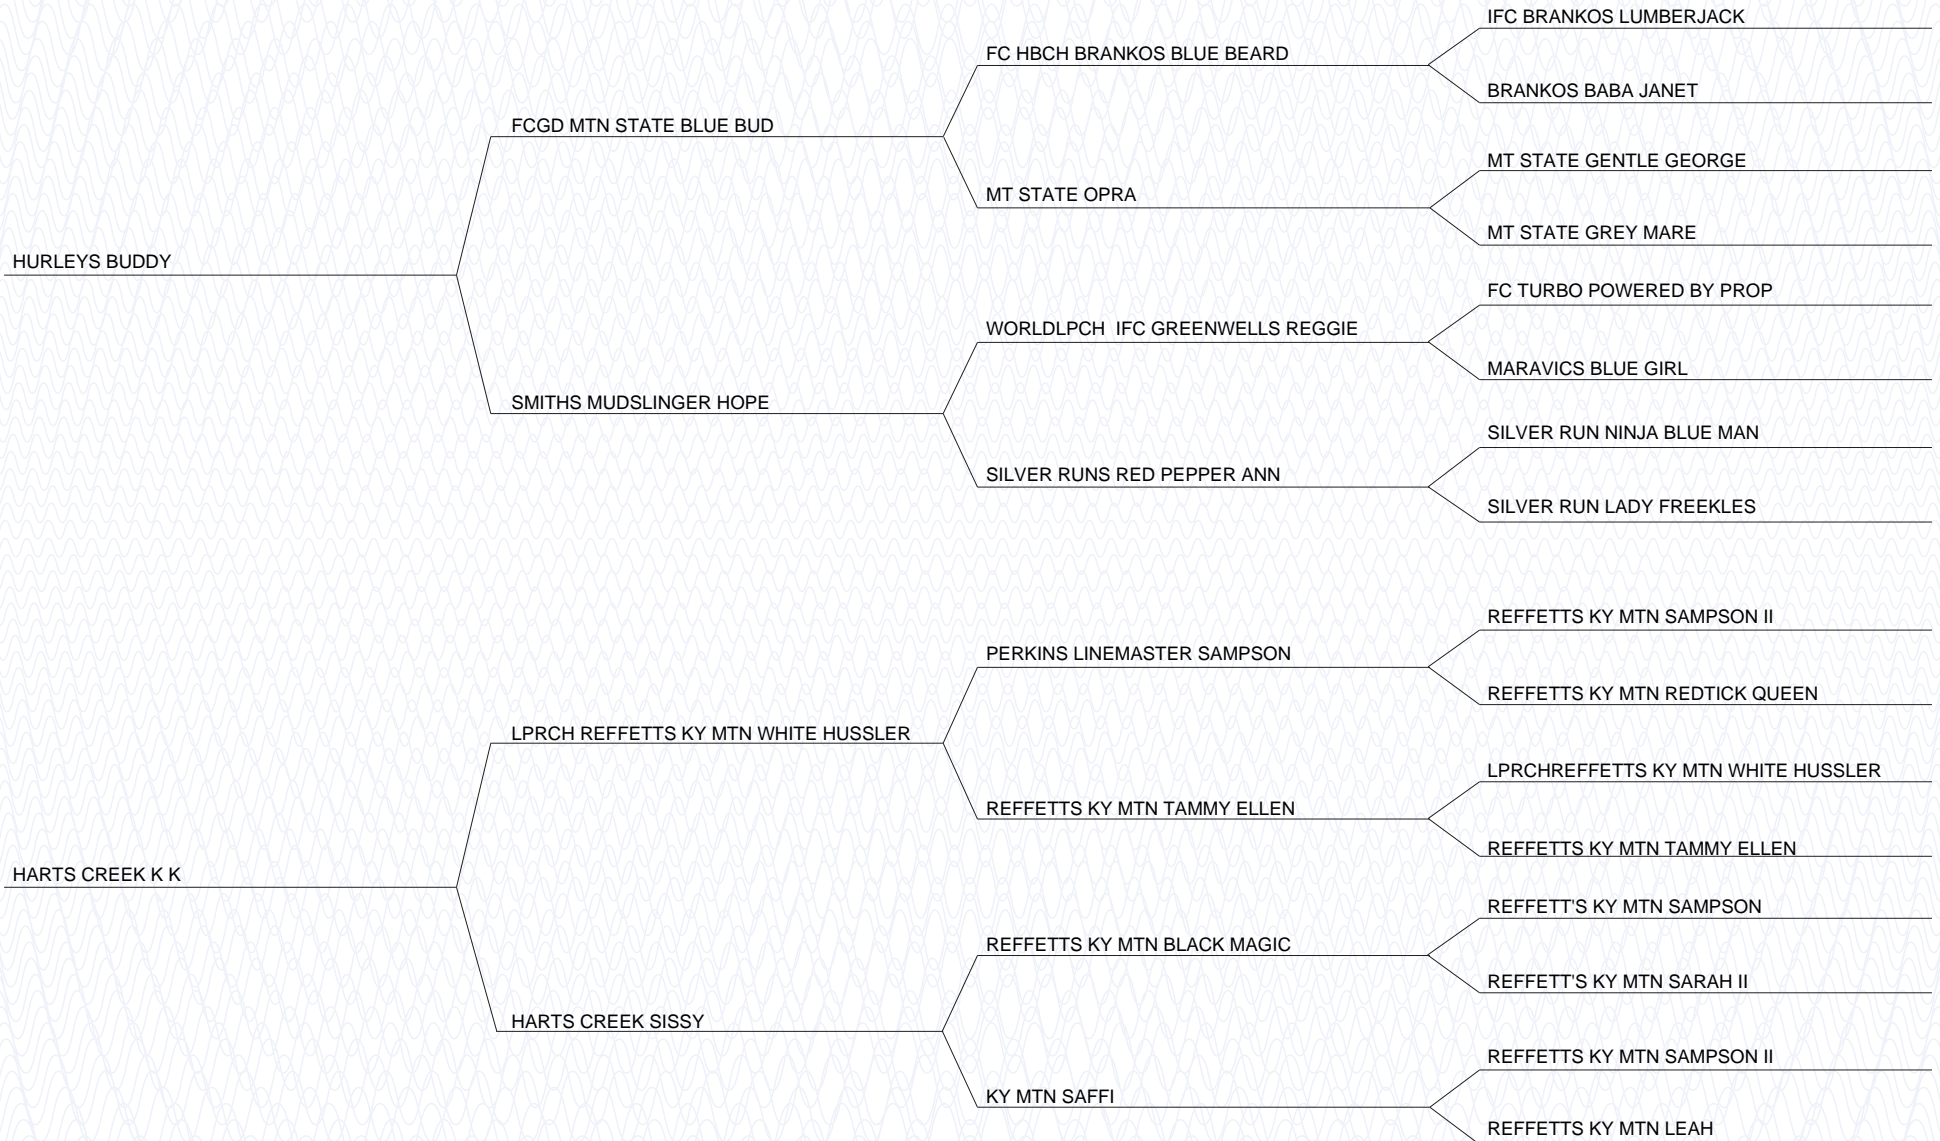 IFC BRANKOS LUMBERJACK
FC HBCH BRANKOS BLUE BEARD
BRANKOS BABA JANET
FCGD MTN STATE BLUE BUD
MT STATE GENTLE GEORGE
MT STATE OPRA
MT STATE GREY MARE
HURLEYS BUDDY
FC TURBO POWERED BY PROP
WORLDLPCH  IFC GREENWELLS REGGIE
MARAVICS BLUE GIRL
SMITHS MUDSLINGER HOPE
SILVER RUN NINJA BLUE MAN
SILVER RUNS RED PEPPER ANN
SILVER RUN LADY FREEKLES
REFFETTS KY MTN SAMPSON II
PERKINS LINEMASTER SAMPSON
REFFETTS KY MTN REDTICK QUEEN
LPRCH REFFETTS KY MTN WHITE HUSSLER
LPRCHREFFETTS KY MTN WHITE HUSSLER
REFFETTS KY MTN TAMMY ELLEN
REFFETTS KY MTN TAMMY ELLEN
HARTS CREEK K K
REFFETT'S KY MTN SAMPSON
REFFETTS KY MTN BLACK MAGIC
REFFETT'S KY MTN SARAH II
HARTS CREEK SISSY
REFFETTS KY MTN SAMPSON II
KY MTN SAFFI
REFFETTS KY MTN LEAH